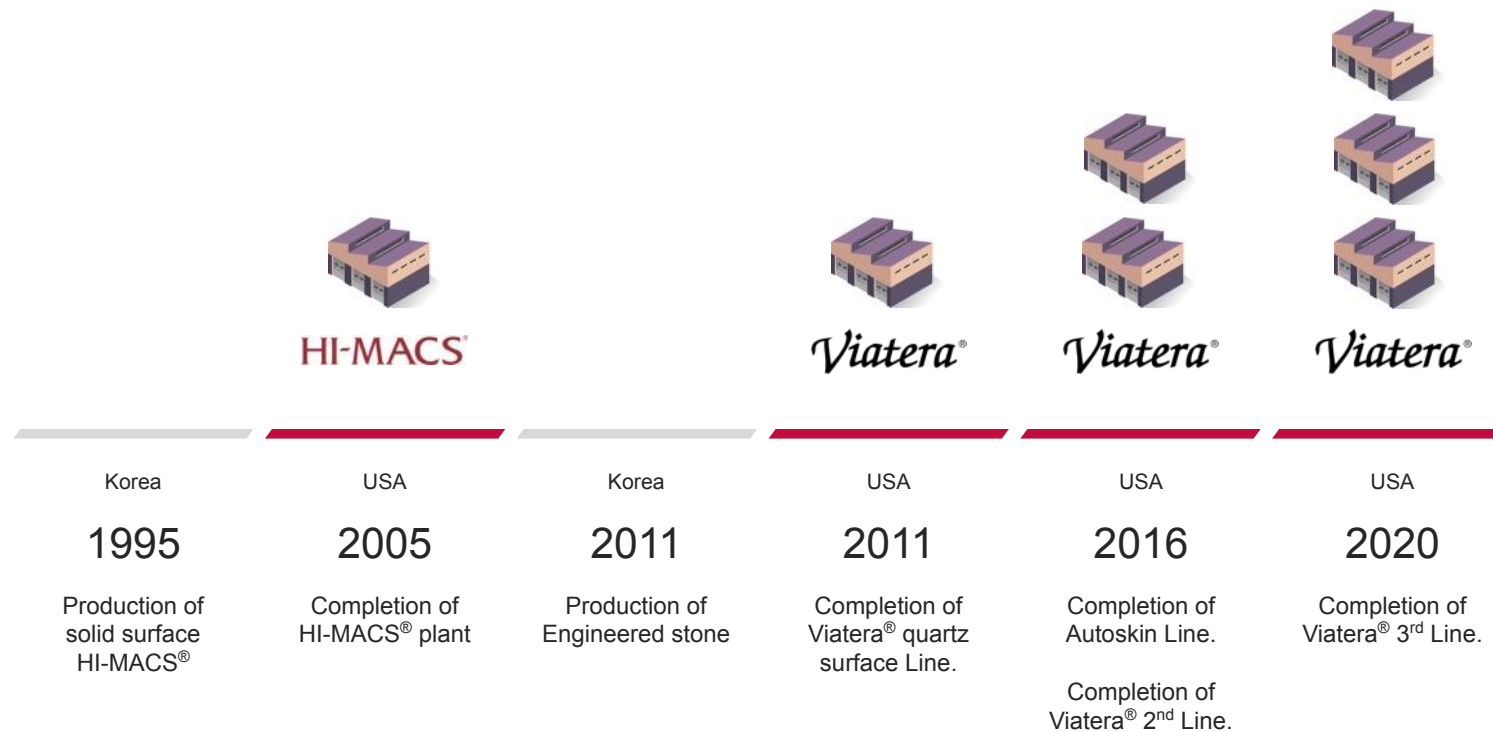 HI-MACS®
Viatera®
Viatera®
Viatera®
Korea
1995
Production of
solid surface
HI-MACS®
USA
2005
Completion of
HI-MACS® plant
Korea
2011
Production of
Engineered stone
USA
2011
Completion of
Viatera® quartz
surface Line.
USA
2016
Completion of
Autoskin Line.
Completion of
Viatera® 2nd Line.
USA
2020
Completion of
Viatera® 3rd Line.